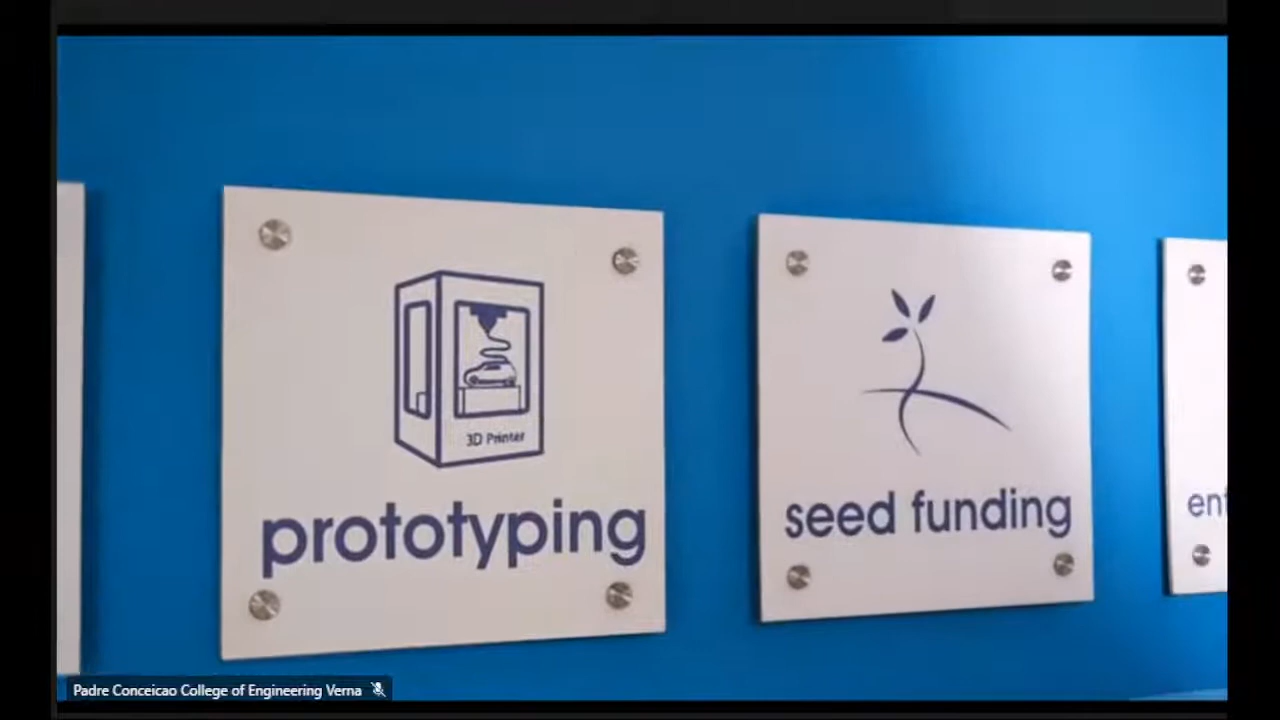 3D Printer
prototyping
seed funding
Padre Conceicao College of Engineering Verna